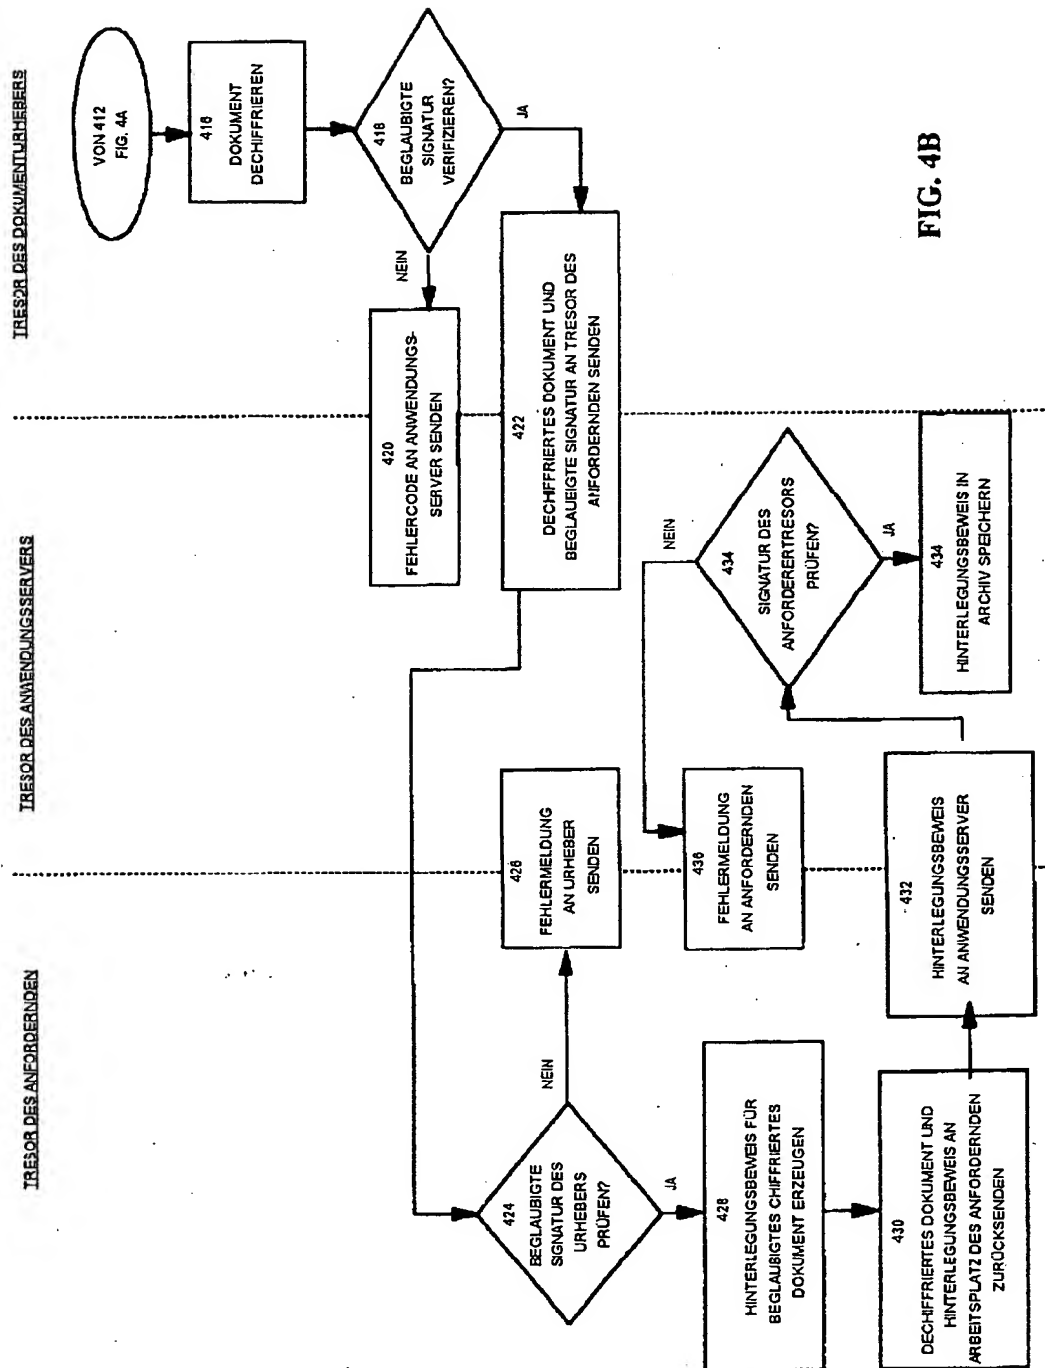 TRESOR DES ANFORDERNDEN
TRESOR DES ANWENDUNGSSERVERS
TRESOR DES DOKUMENTURHEBERS
VON 412
FIG. 4A
416
DOKUMENT
DECHIFFRIEREN
418
BEGLAUBIGTE
SIGNATUR
VERIFIZIEREN?
NEIN
JA
420
FEHLERCODE AN ANWENDUNGS-
SERVER SENDEN
422
DECHIFFRIERTES DOKUMENT UND
BEGLAUEIGTE SIGNATUR AN TRESOR DES
ANFORDERNDEN SENDEN
424
BEGLAUBIGTE
SIGNATUR DES
URHEBERS
PRÜFEN?
NEIN
JA
426
FEHLERMELDUNG
AN URHEBER
SENDEN
428
HINTERLEGUNGSBEWEIS FÜR
BEGLAUBIGTES CHIFFRIERTES
DOKUMENT ERZEUGEN
430
DECHIFFRIERTES DOKUMENT UND
HINTERLEGUNGSBEWEIS AN
ARBEITSPLATZ DES ANFORDERNDEN
ZURÜCKSENDEN
432
HINTERLEGUNGSBEWEIS
AN ANWENDUNGSSERVER
SENDEN
434
SIGNATUR DES
ANFORDERERTRESORS
PRÜFEN?
NEIN
JA
436
FEHLERMELDUNG
AN ANFORDERNDEN
SENDEN
434
HINTERLEGUNGSBEWEIS IN
ARCHIV SPEICHERN
FIG. 4B